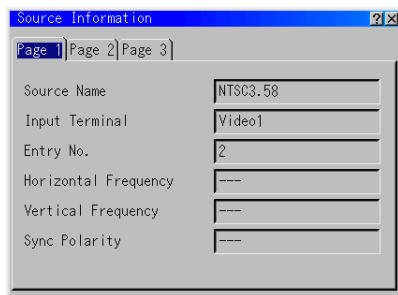 Source Information ? X
Page 1 Page 2 Page 3
Source Name NTSC3.58
Input Terminal Video1
Entry No. 2
Horizontal Frequency ---
Vertical Frequency ---
Sync Polarity ---